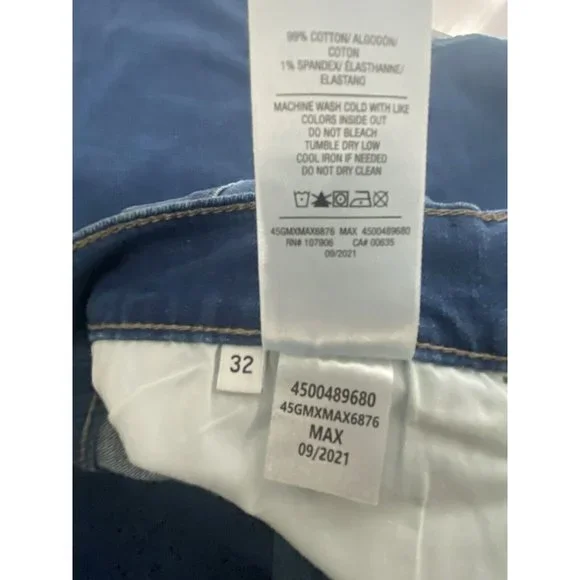 99% COTTON/ ALGODON/
COTON
1% SPANDEX/ ÉLASTHANNE/
ELASTANO
MACHINE WASH COLD WITH LIKE
COLORS INSIDE OUT
DO NOT BLEACH
TUMBLE DRY LOW
COOL IRON IF NEEDED
DO NOT DRY CLEAN
45GMXMAX6876 MAX 4500489680
RN# 107906 CA# 00635
09/2021
32
4500489680
45GMXMAX6876
MAX
09/2021